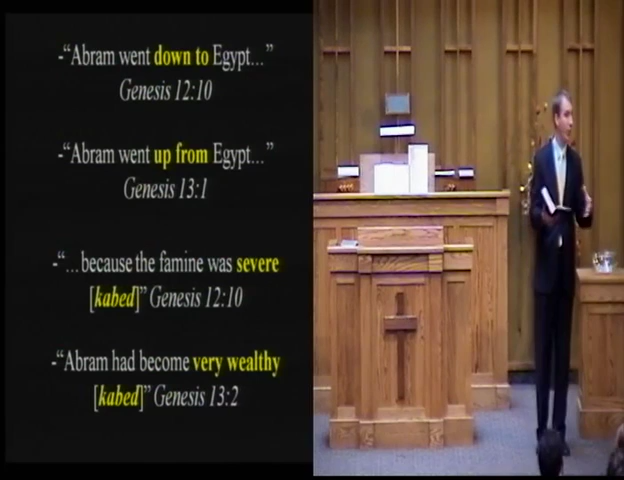 -“Abram went down to Egypt...”
Genesis 12:10
-“Abram went up from Egypt...”
Genesis 13:1
-“...because the famine was severe
[kabed]” Genesis 12:10
-“Abram had become very wealthy
[kabed]” Genesis 13:2